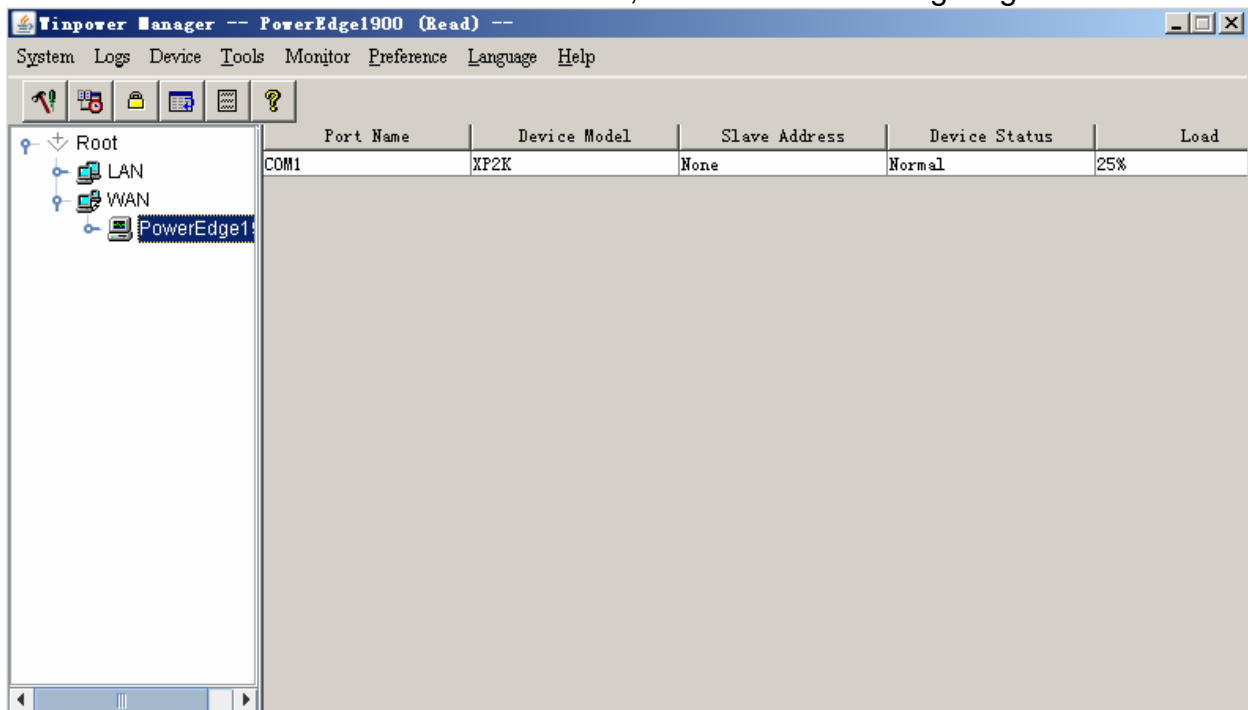 Winpower Manager -- PowerEdge1900 (Read) --
System Logs Device Tools Monitor Preference Language Help
Root
LAN
WAN
PowerEdge19
Port Name Device Model Slave Address Device Status Load
COM1 XP2K None Normal 25%